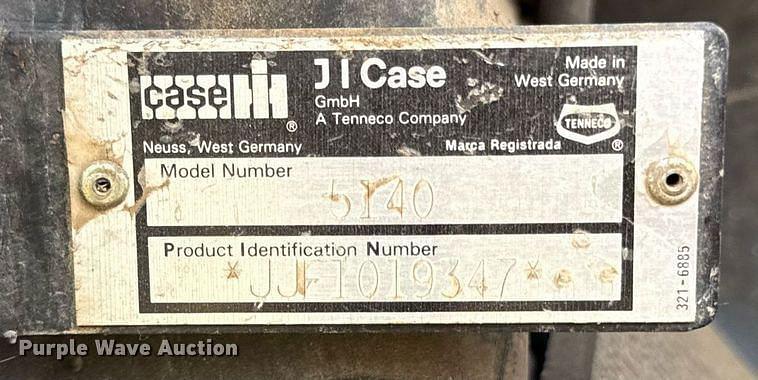 case IH ®
J I Case
GmbH
A Tenneco Company
Made in
West Germany
TENNECO
Neuss, West Germany
Marca Registrada ®
Model Number
5140
Product Identification Number
*JJF1019347*
321-6885
Purple Wave Auction